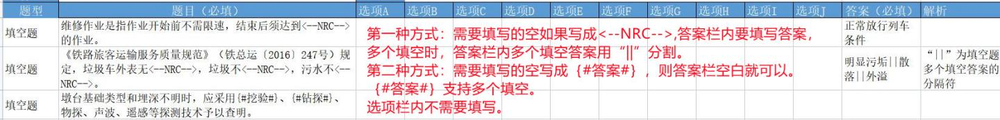 题型 题目（必填） 选项A 选项B 选项C 选项D 选项E 选项F 选项G 选项H 选项I 选项J 答案（必填） 解析
填空题
维修作业是指作业开始前不需限速，结束后须达到<--NRC-->
的作业。
正常放行列车
条件
填空题
《铁路旅客运输服务质量规范》（铁总运〔2016〕247号）规
定，垃圾车外表无<--NRC-->，垃圾不<--NRC-->，污水不<--
NRC-->。
明显污垢||散
落||外溢
“||”为填空题
多个填空答案的
分隔符
填空题
墩台基础类型和埋深不明时，应采用{#挖验#}、{#钻探#}、
物探、声波、遥感等探测技术予以查明。
第一种方式：需要填写的空如果写成<--NRC-->,答案栏内要填写答案，
多个填空时，答案栏内多个填空答案用“||”分割。
第二种方式：需要填写的空写成｛#答案#｝，则答案栏空白就可以。
｛#答案#｝支持多个填空。
选项栏内不需要填写。